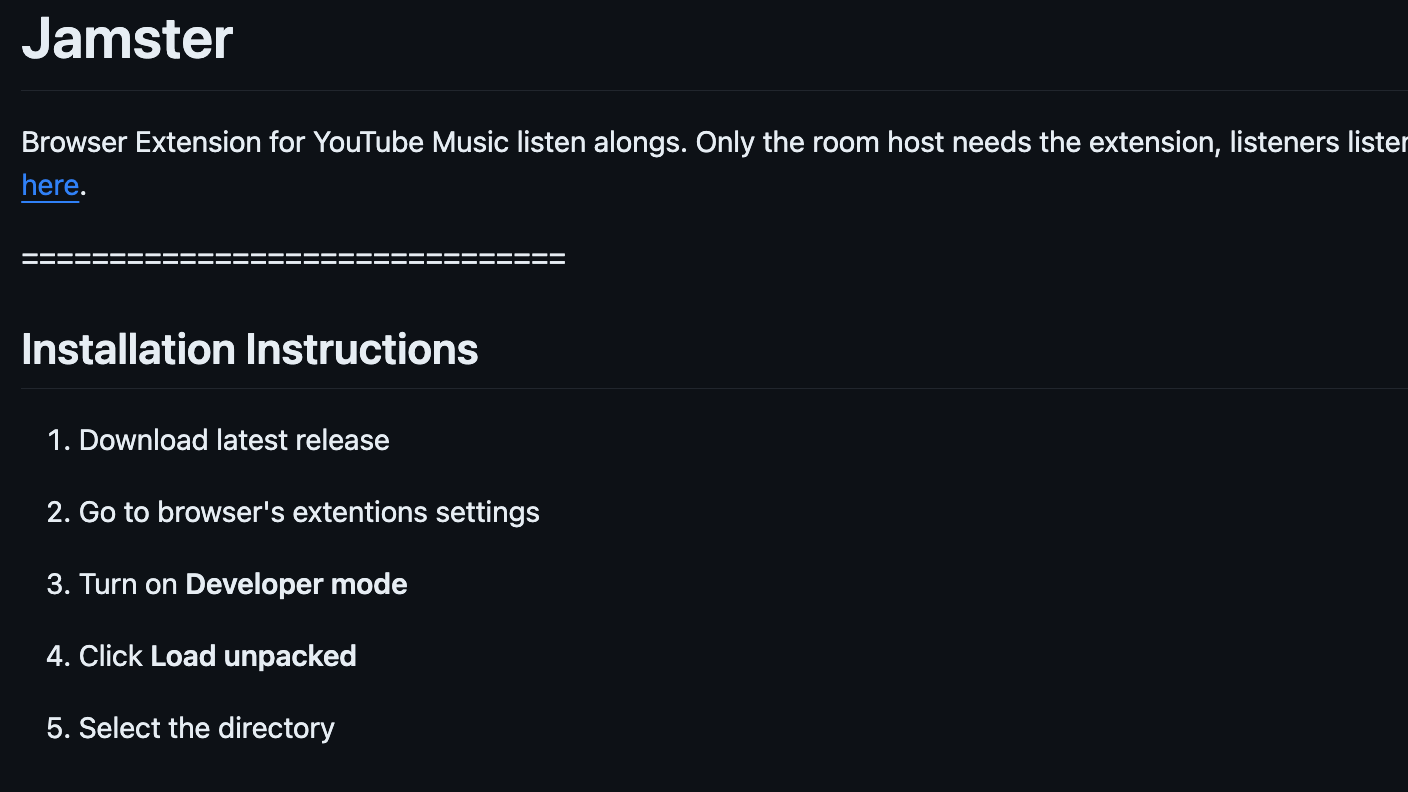 Jamster
Browser Extension for YouTube Music listen alongs. Only the room host needs the extension, listeners listen
here.
===============================
Installation Instructions
1. Download latest release
2. Go to browser's extentions settings
3. Turn on Developer mode
4. Click Load unpacked
5. Select the directory